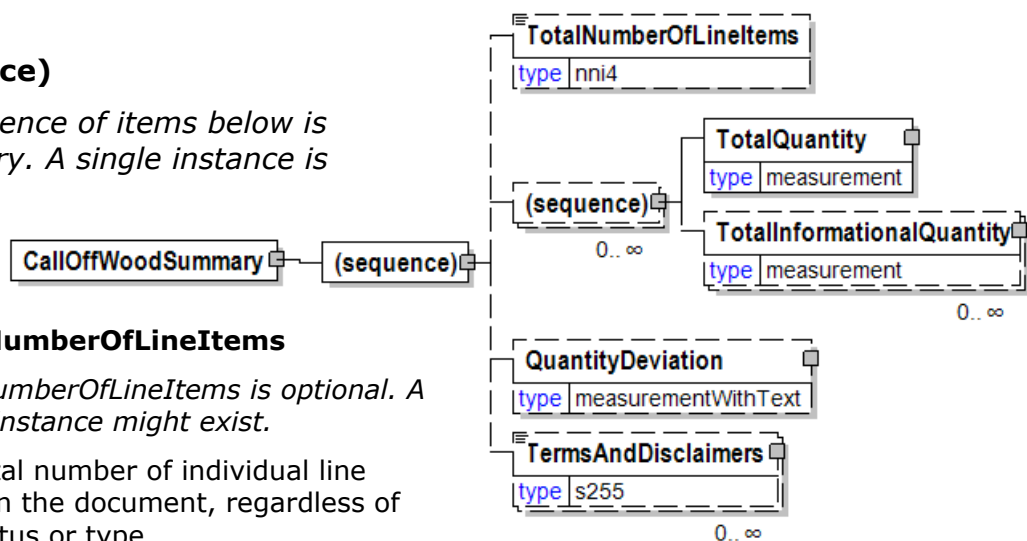 ce)
ence of items below is
ry. A single instance is
NumberOfLineItems
umberOfLineItems is optional. A
nstance might exist.
tal number of individual line
n the document, regardless of
tus or type
CallOffWoodSummary
(sequence)
TotalNumberOfLineItems
type nni4
(sequence)
0.. ∞
TotalQuantity
type measurement
TotalInformationalQuantity
type measurement
0.. ∞
QuantityDeviation
type measurementWithText
TermsAndDisclaimers
type s255
0.. ∞